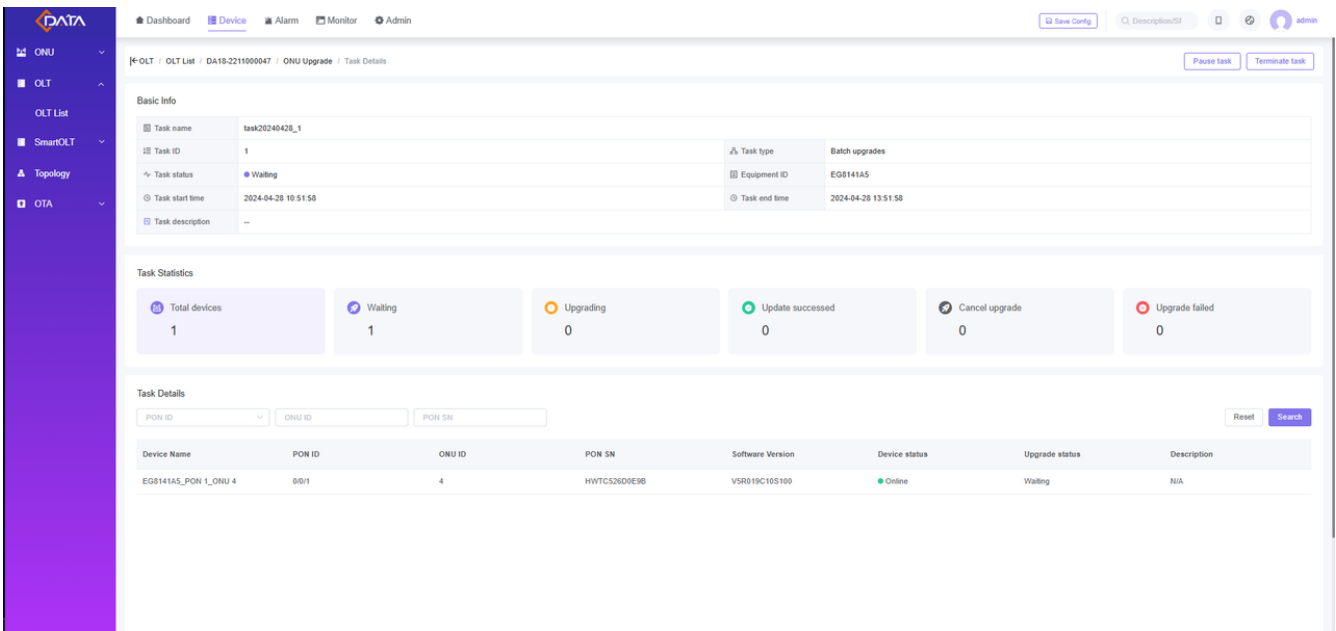 DATA
Dashboard Device Alarm Monitor Admin Save Config Description/Sf admin
ONU
OLT
OLT List
SmartOLT
Topology
OTA
OLT / OLT List / DA18-2211000047 / ONU Upgrade / Task Details Pause task Terminate task
Basic Info
Task name task20240428_1
Task ID 1 Task type Batch upgrades
Task status Waiting Equipment ID EG8141A5
Task start time 2024-04-28 10:51:58 Task end time 2024-04-28 13:51:58
Task description --
Task Statistics
Total devices Waiting Upgrading Update successed Cancel upgrade Upgrade failed
1 1 0 0 0 0
Task Details
PON ID ONU ID PON SN Reset Search
Device Name PON ID ONU ID PON SN Software Version Device status Upgrade status Description
EG8141A5_PON 1_ONU 4 0/0/1 4 HWTC526D0E9B V5R019C10S100 Online Waiting N/A